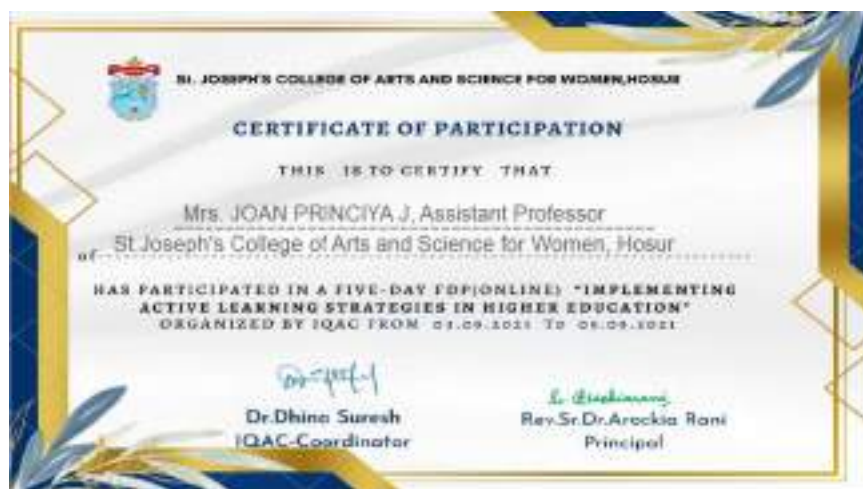 St. JOSEPH'S COLLEGE OF ARTS AND SCIENCE FOR WOMEN, HOSUR
CERTIFICATE OF PARTICIPATION
THIS IS TO CERTIFY THAT
Mrs. JOAN PRINCIYA J, Assistant Professor
of St Joseph's College of Arts and Science for Women, Hosur
HAS PARTICIPATED IN A FIVE-DAY FDP(ONLINE) "IMPLEMENTING
ACTIVE LEARNING STRATEGIES IN HIGHER EDUCATION"
ORGANIZED BY IQAC FROM TO
Dr.Dhina Suresh
IQAC-Coordinator
Rev.Sr.Dr.Arockia Rani
Principal